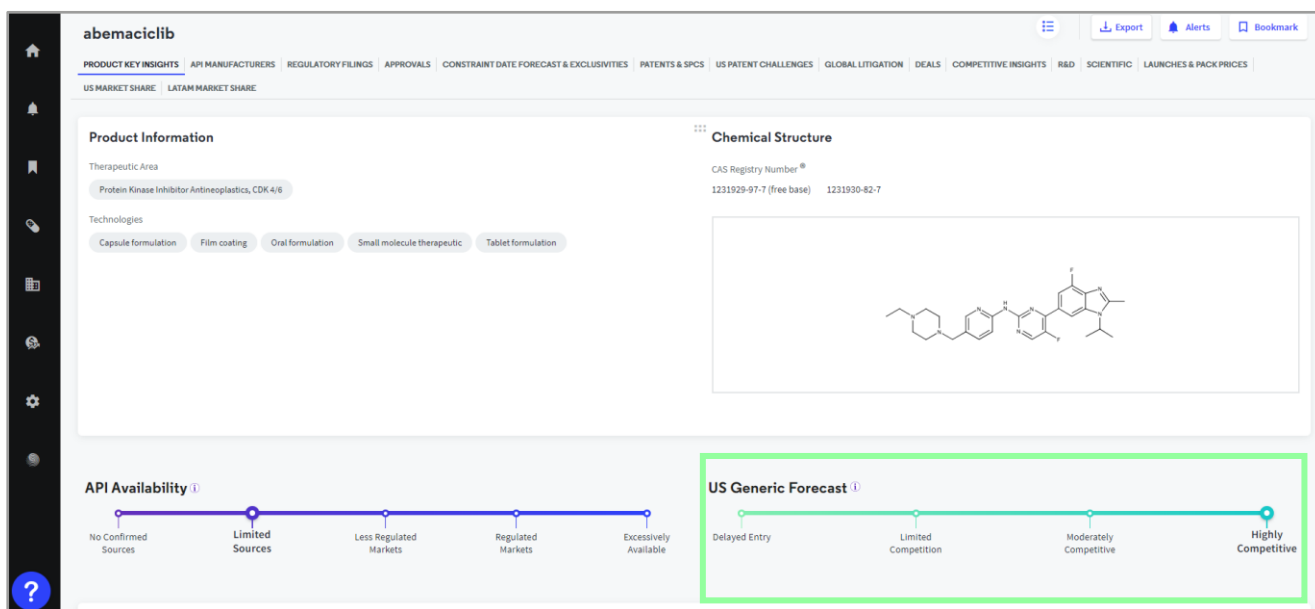 abemaciclib
Export
Alerts
Bookmark
PRODUCT KEY INSIGHTS
API MANUFACTURERS
REGULATORY FILINGS
APPROVALS
CONSTRAINT DATE FORECAST & EXCLUSIVITIES
PATENTS & SPCS
US PATENT CHALLENGES
GLOBAL LITIGATION
DEALS
COMPETITIVE INSIGHTS
R&D
SCIENTIFIC
LAUNCHES & PACK PRICES
US MARKET SHARE
LATAM MARKET SHARE
Product Information
Therapeutic Area
Protein Kinase Inhibitor Antineoplastics, CDK 4/6
Technologies
Capsule formulation
Film coating
Oral formulation
Small molecule therapeutic
Tablet formulation
Chemical Structure
CAS Registry Number®
1231929-97-7 (free base)
1231930-82-7
F
N
N
H
N
N
N
N
N
N
F
API Availability
No Confirmed
Sources
Limited
Sources
Less Regulated
Markets
Regulated
Markets
Excessively
Available
US Generic Forecast
Delayed Entry
Limited
Competition
Moderately
Competitive
Highly
Competitive
?